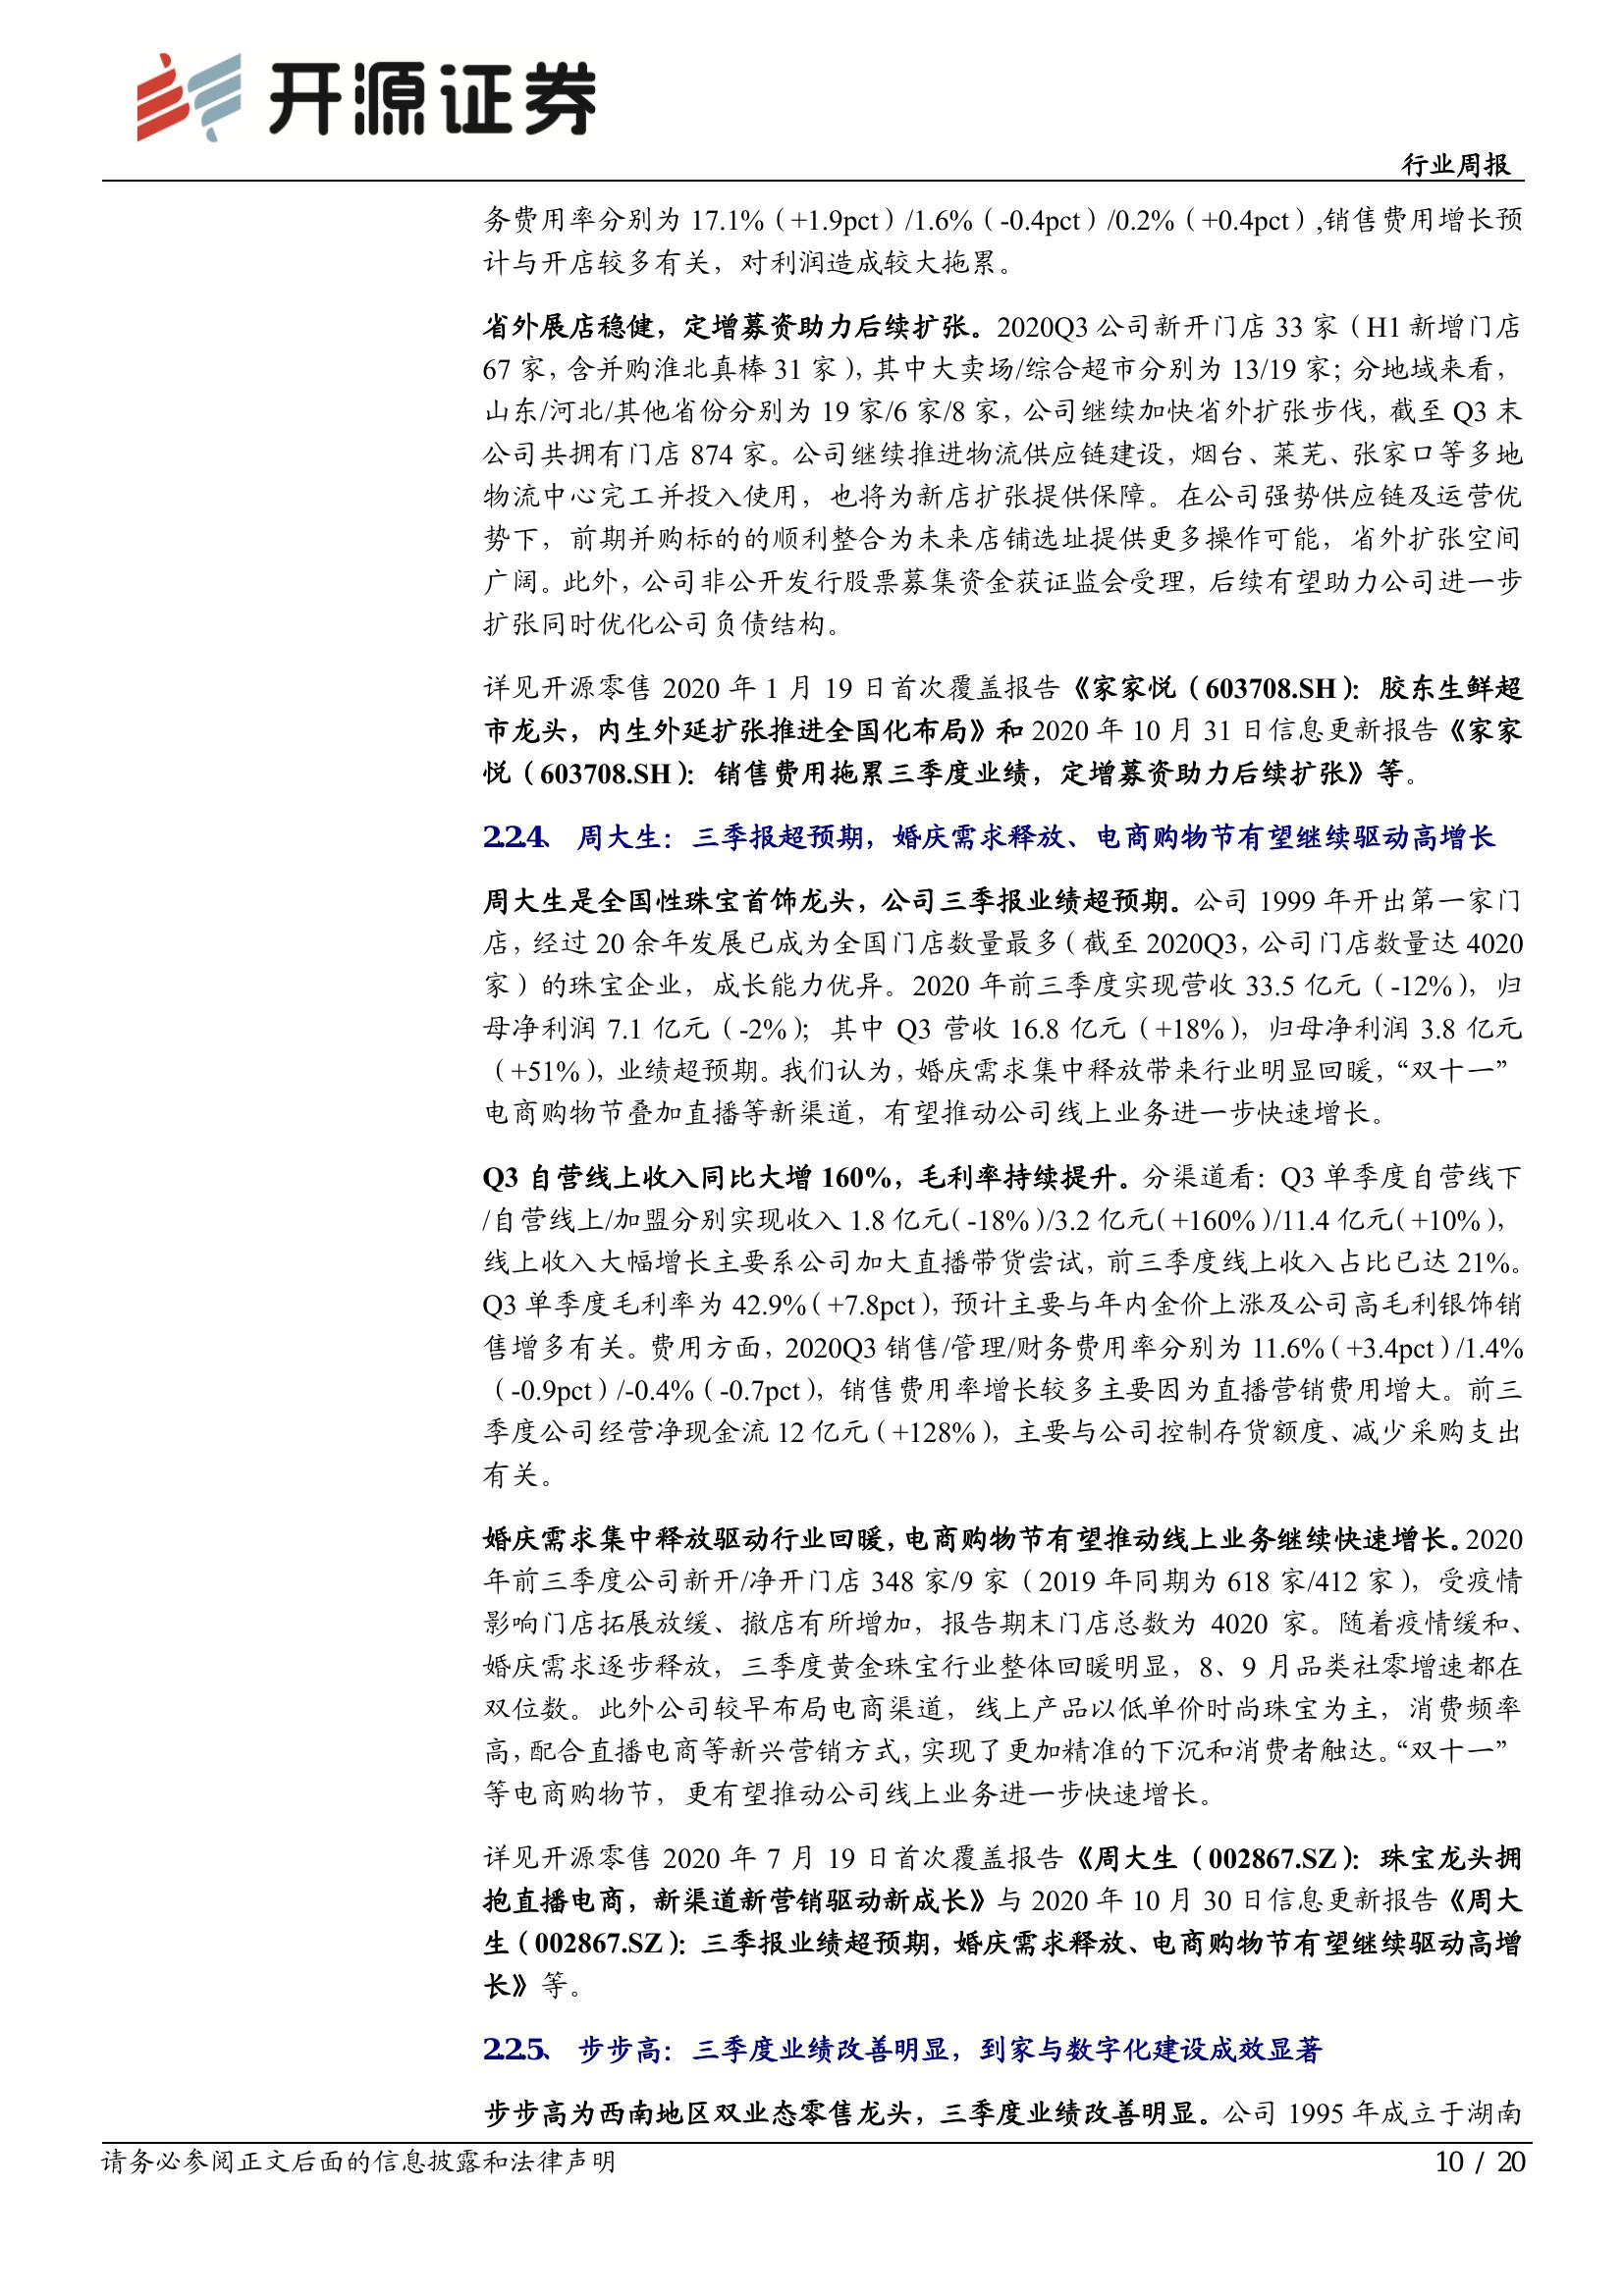 开源证券
行业周报
务费用率分别为 17.1%（+1.9pct）/1.6%（-0.4pct）/0.2%（+0.4pct）,销售费用增长预
计与开店较多有关，对利润造成较大拖累。
省外展店稳健，定增募资助力后续扩张。2020Q3 公司新开门店 33 家（H1 新增门店
67 家，含并购淮北真棒 31 家），其中大卖场/综合超市分别为 13/19 家；分地域来看，
山东/河北/其他省份分别为 19 家/6 家/8 家，公司继续加快省外扩张步伐，截至 Q3 末
公司共拥有门店 874 家。公司继续推进物流供应链建设，烟台、莱芜、张家口等多地
物流中心完工并投入使用，也将为新店扩张提供保障。在公司强势供应链及运营优
势下，前期并购标的的顺利整合为未来店铺选址提供更多操作可能，省外扩张空间
广阔。此外，公司非公开发行股票募集资金获证监会受理，后续有望助力公司进一步
扩张同时优化公司负债结构。
详见开源零售 2020 年 1 月 19 日首次覆盖报告《家家悦（603708.SH）：胶东生鲜超
市龙头，内生外延扩张推进全国化布局》和 2020 年 10 月 31 日信息更新报告《家家
悦（603708.SH）：销售费用拖累三季度业绩，定增募资助力后续扩张》等。
2.2.4、 周大生：三季报超预期，婚庆需求释放、电商购物节有望继续驱动高增长
周大生是全国性珠宝首饰龙头，公司三季报业绩超预期。公司 1999 年开出第一家门
店，经过 20 余年发展已成为全国门店数量最多（截至 2020Q3，公司门店数量达 4020
家）的珠宝企业，成长能力优异。2020 年前三季度实现营收 33.5 亿元（-12%），归
母净利润 7.1 亿元（-2%）；其中 Q3 营收 16.8 亿元（+18%），归母净利润 3.8 亿元
（+51%），业绩超预期。我们认为，婚庆需求集中释放带来行业明显回暖，“双十一”
电商购物节叠加直播等新渠道，有望推动公司线上业务进一步快速增长。
Q3 自营线上收入同比大增 160%，毛利率持续提升。分渠道看：Q3 单季度自营线下
/自营线上/加盟分别实现收入 1.8 亿元（-18%）/3.2 亿元（+160%）/11.4 亿元（+10%），
线上收入大幅增长主要系公司加大直播带货尝试，前三季度线上收入占比已达 21%。
Q3 单季度毛利率为 42.9%（+7.8pct），预计主要与年内金价上涨及公司高毛利银饰销
售增多有关。费用方面，2020Q3 销售/管理/财务费用率分别为 11.6%（+3.4pct）/1.4%
（-0.9pct）/-0.4%（-0.7pct），销售费用率增长较多主要因为直播营销费用增大。前三
季度公司经营净现金流 12 亿元（+128%），主要与公司控制存货额度、减少采购支出
有关。
婚庆需求集中释放驱动行业回暖，电商购物节有望推动线上业务继续快速增长。2020
年前三季度公司新开/净开门店 348 家/9 家（2019 年同期为 618 家/412 家），受疫情
影响门店拓展放缓、撤店有所增加，报告期末门店总数为 4020 家。随着疫情缓和、
婚庆需求逐步释放，三季度黄金珠宝行业整体回暖明显，8、9 月品类社零增速都在
双位数。此外公司较早布局电商渠道，线上产品以低单价时尚珠宝为主，消费频率
高，配合直播电商等新兴营销方式，实现了更加精准的下沉和消费者触达。“双十一”
等电商购物节，更有望推动公司线上业务进一步快速增长。
详见开源零售 2020 年 7 月 19 日首次覆盖报告《周大生（002867.SZ）：珠宝龙头拥
抱直播电商，新渠道新营销驱动新成长》与 2020 年 10 月 30 日信息更新报告《周大
生（002867.SZ）：三季报业绩超预期，婚庆需求释放、电商购物节有望继续驱动高增
长》等。
2.2.5、 步步高：三季度业绩改善明显，到家与数字化建设成效显著
步步高为西南地区双业态零售龙头，三季度业绩改善明显。公司 1995 年成立于湖南
请务必参阅正文后面的信息披露和法律声明
10 / 20